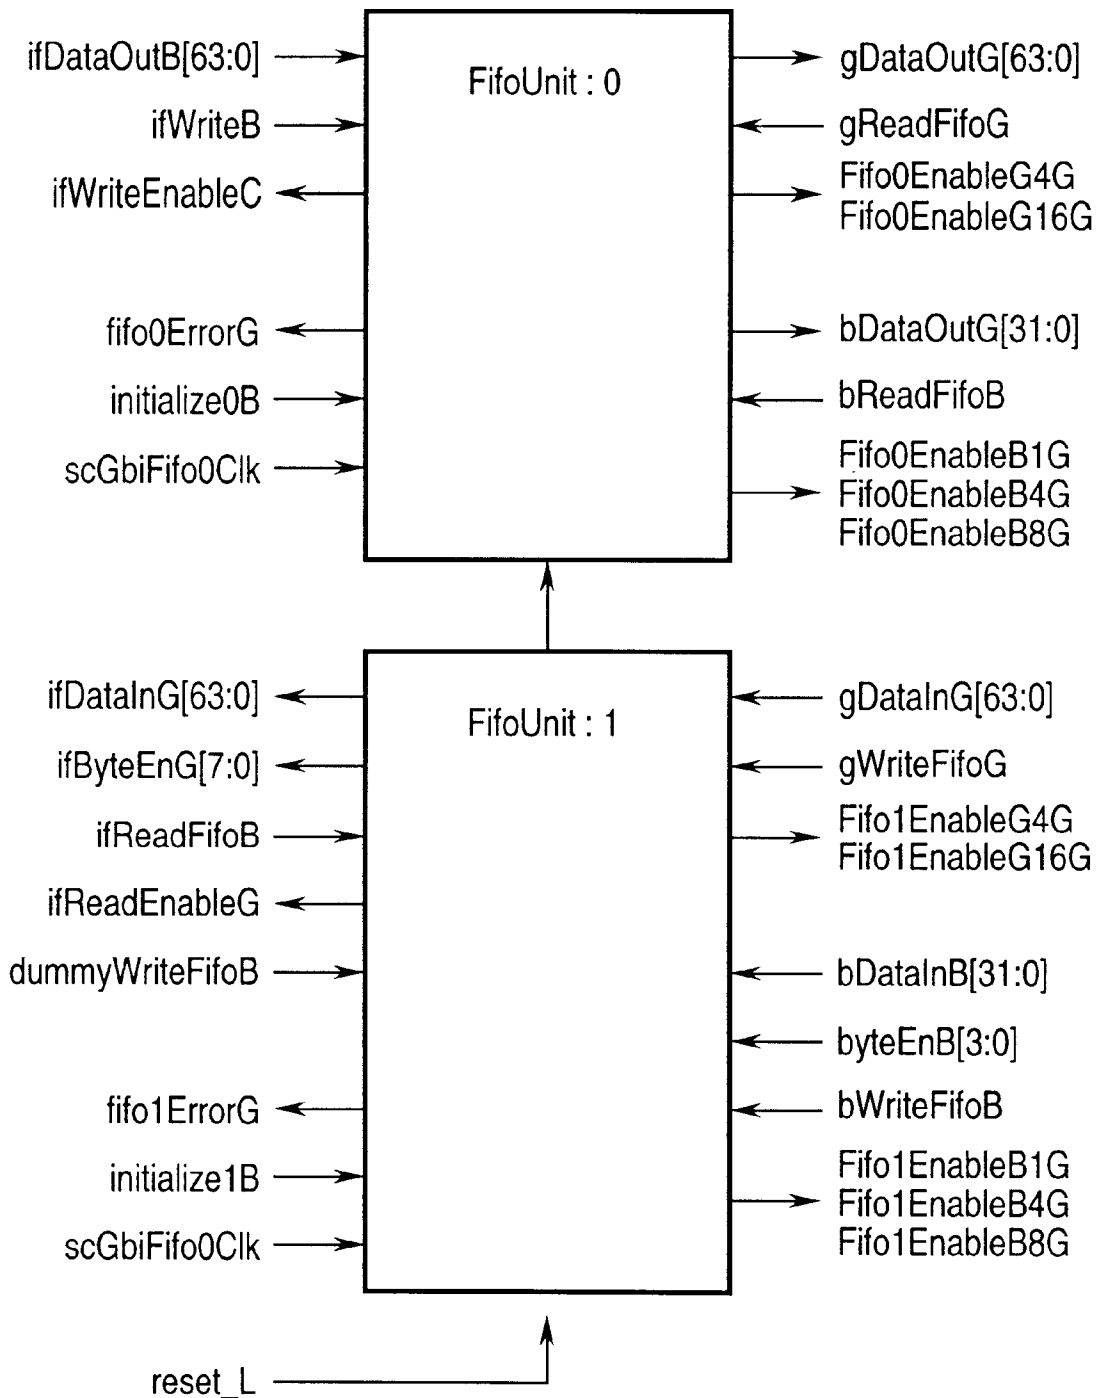 ifDataOutB[63:0]
FifoUnit : 0
gDataOutG[63:0]
ifWriteB
gReadFifoG
ifWriteEnableC
Fifo0EnableG4G
Fifo0EnableG16G
fifo0ErrorG
bDataOutG[31:0]
initialize0B
bReadFifoB
scGbiFifo0Clk
Fifo0EnableB1G
Fifo0EnableB4G
Fifo0EnableB8G
ifDataInG[63:0]
FifoUnit : 1
gDataInG[63:0]
ifByteEnG[7:0]
gWriteFifoG
ifReadFifoB
Fifo1EnableG4G
Fifo1EnableG16G
ifReadEnableG
dummyWriteFifoB
bDataInB[31:0]
byteEnB[3:0]
fifo1ErrorG
bWriteFifoB
initialize1B
Fifo1EnableB1G
Fifo1EnableB4G
Fifo1EnableB8G
scGbiFifo0Clk
reset_L